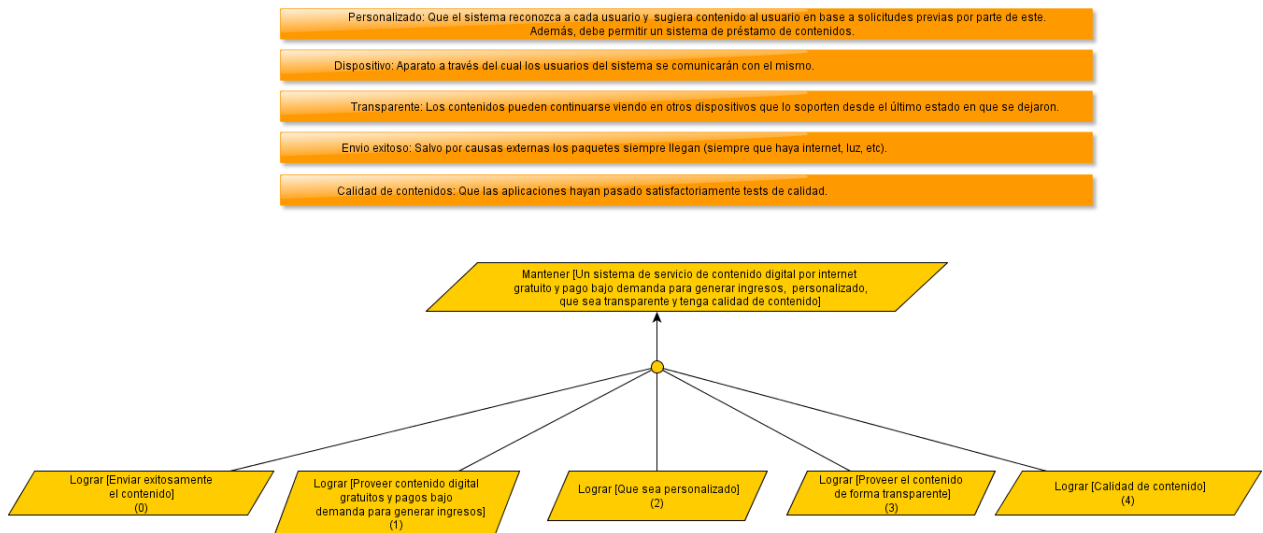 Personalizado: Que el sistema reconozca a cada usuario y sugiera contenido al usuario en base a solicitudes previas por parte de este.
Además, debe permitir un sistema de préstamo de contenidos.
Dispositivo: Aparato a través del cual los usuarios del sistema se comunicarán con el mismo.
Transparente: Los contenidos pueden continuarse viendo en otros dispositivos que lo soporten desde el último estado en que se dejaron.
Envio exitoso: Salvo por causas externas los paquetes siempre llegan (siempre que haya internet, luz, etc).
Calidad de contenidos: Que las aplicaciones hayan pasado satisfactoriamente tests de calidad.
Mantener [Un sistema de servicio de contenido digital por internet
gratuito y pago bajo demanda para generar ingresos, personalizado,
que sea transparente y tenga calidad de contenido]
Lograr [Enviar exitosamente
el contenido]
(0)
Lograr [Proveer contenido digital
gratuitos y pagos bajo
demanda para generar ingresos]
(1)
Lograr [Que sea personalizado]
(2)
Lograr [Proveer el contenido
de forma transparente]
(3)
Lograr [Calidad de contenido]
(4)